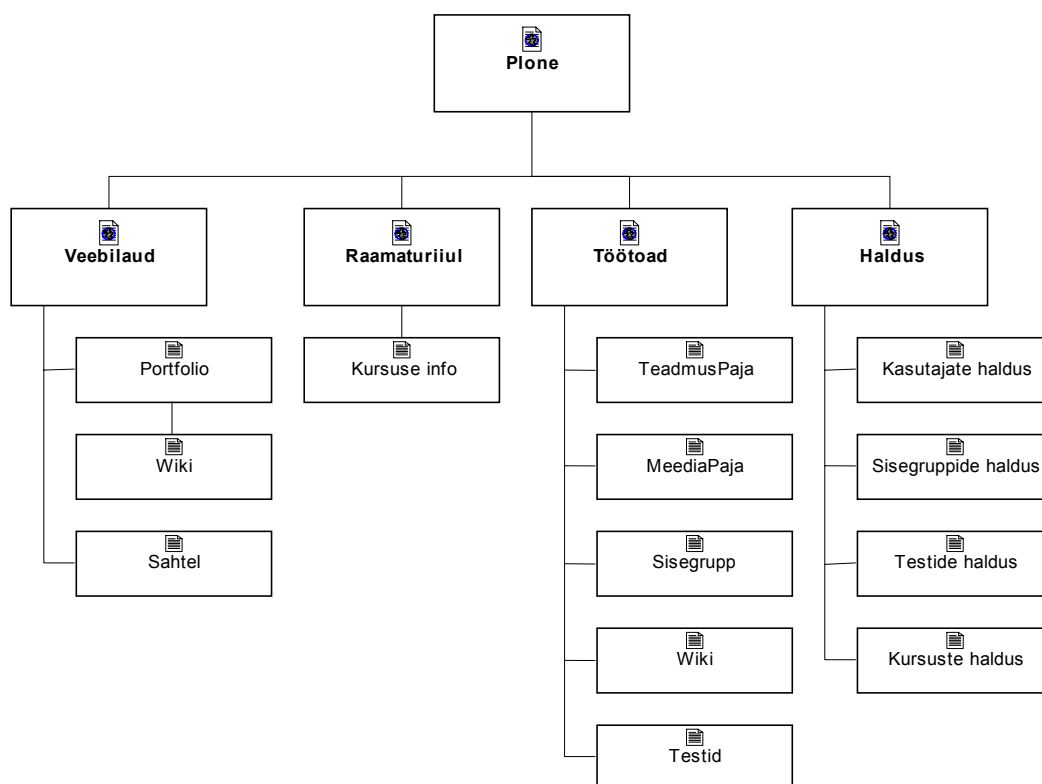 Plone
Veebilaud
Raamaturiiul
Töötoad
Haldus
Portfolio
Kursuse info
TeadmusPaja
Kasutajate haldus
Wiki
MeediaPaja
Sisegruppide haldus
Sahtel
Sisegrupp
Testide haldus
Wiki
Kursuste haldus
Testid